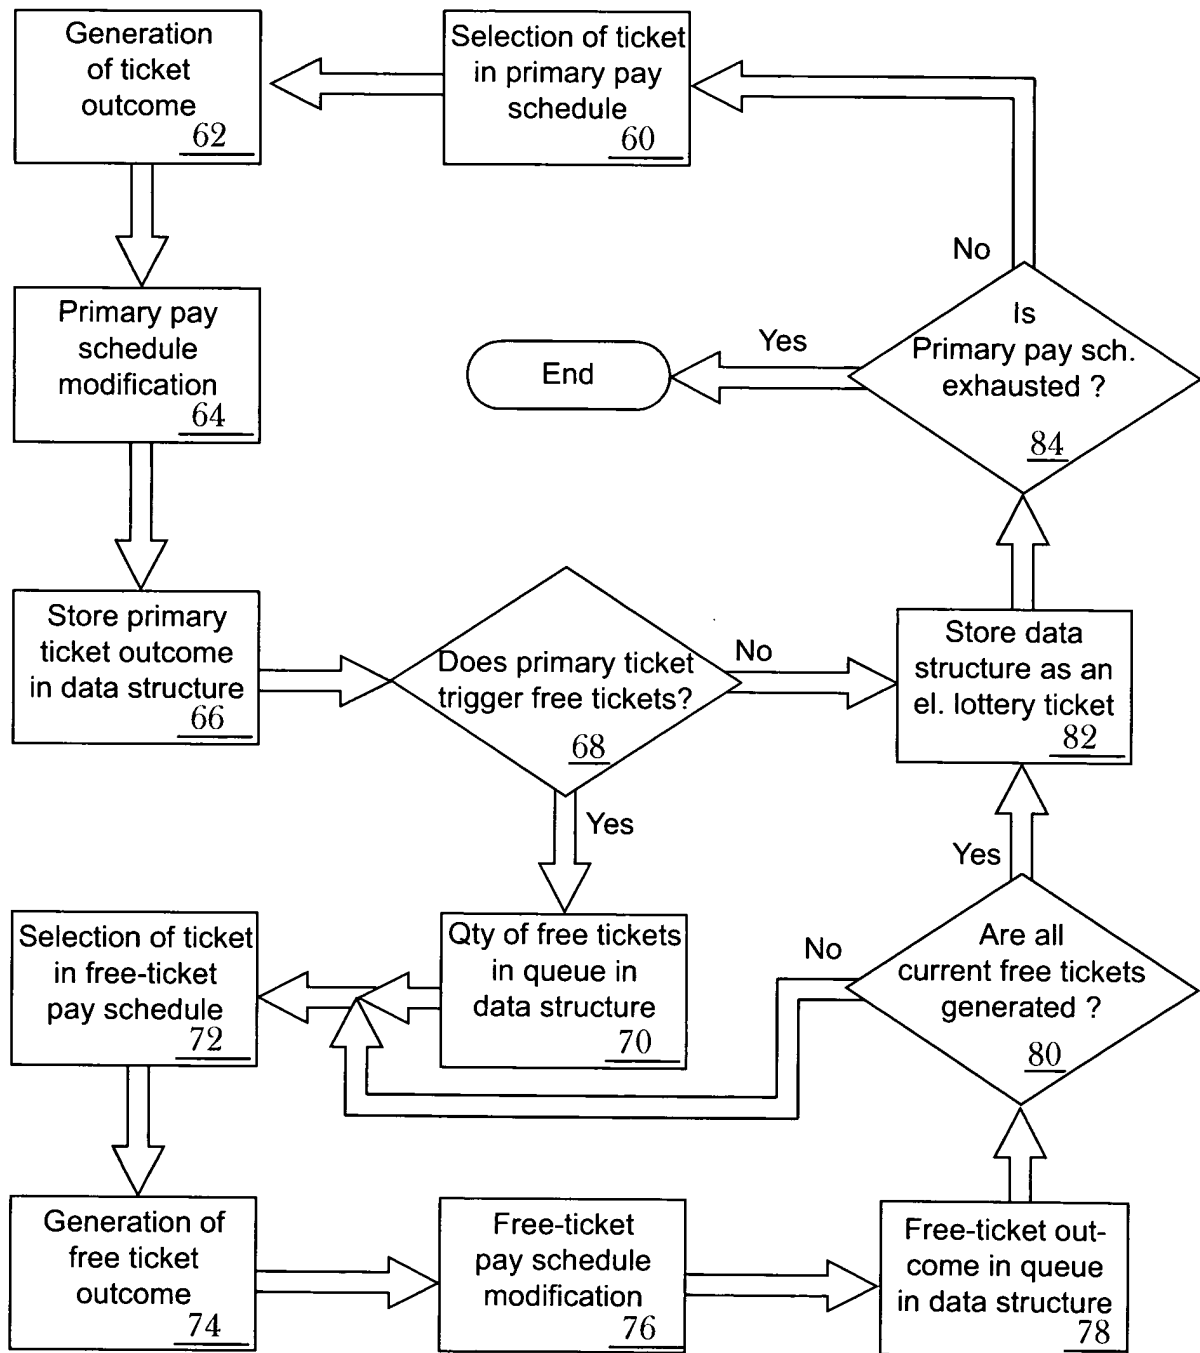 Generation
of ticket
outcome
62
Selection of ticket
in primary pay
schedule
60
No
Primary pay
schedule
modification
64
End
Yes
Is
Primary pay sch.
exhausted ?
84
Store primary
ticket outcome
in data structure
66
Does primary ticket
trigger free tickets?
68
No
Store data
structure as an
el. lottery ticket
82
Yes
Yes
Selection of ticket
in free-ticket
pay schedule
72
Qty of free tickets
in queue in
data structure
70
No
Are all
current free tickets
generated ?
80
Generation of
free ticket
outcome
74
Free-ticket
pay schedule
modification
76
Free-ticket out-
come in queue
in data structure
78